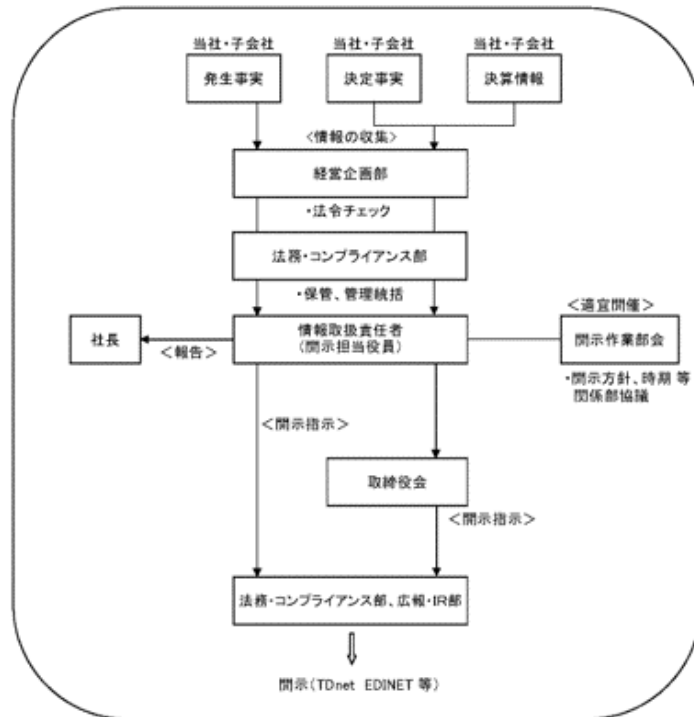 当社・子会社 当社・子会社 当社・子会社
発生事実 決定事実 決算情報
<情報の収集>
経営企画部
・法令チェック
法務・コンプライアンス部
・保管、管理統括
<適宜開催>
社長 情報取扱責任者 開示作業部会
(開示担当役員)
<報告>
・開示方針、時期 等
関係部協議
<開示指示>
取締役会
<開示指示>
法務・コンプライアンス部、広報・IR部
開示(TDnet EDINET 等)